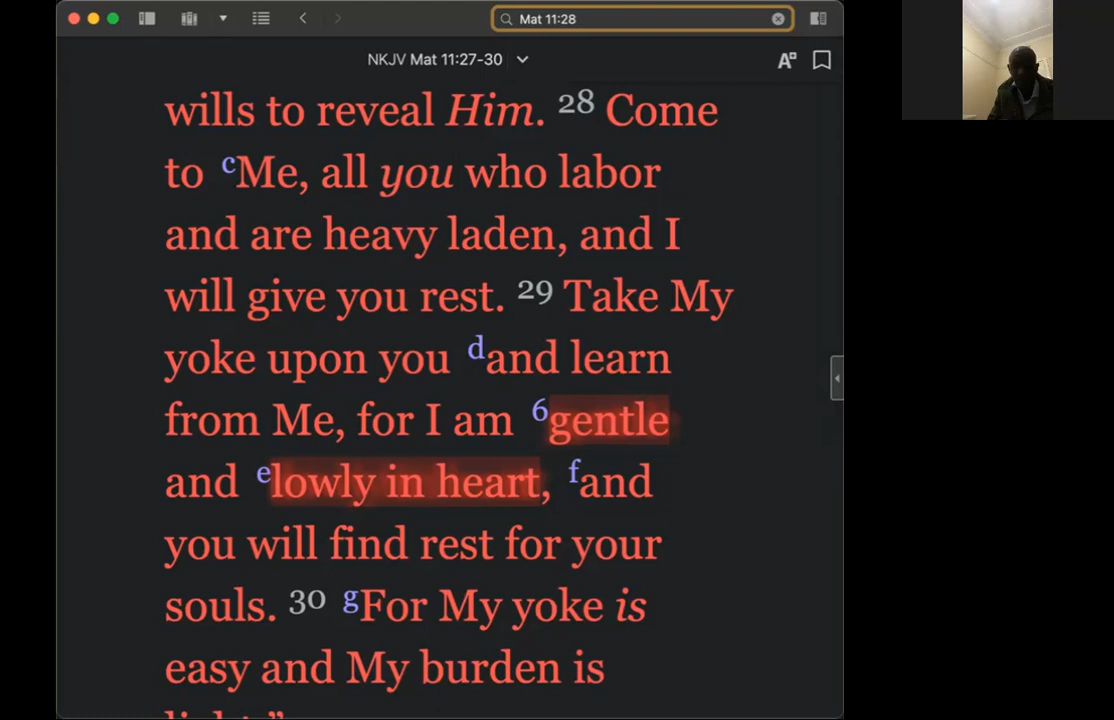 Mat 11:28
NKJV Mat 11:27-30
wills to reveal Him. 28 Come
to cMe, all you who labor
and are heavy laden, and I
will give you rest. 29 Take My
yoke upon you dand learn
from Me, for I am 6gentle
and elowly in heart, fand
you will find rest for your
souls. 30 gFor My yoke is
easy and My burden is